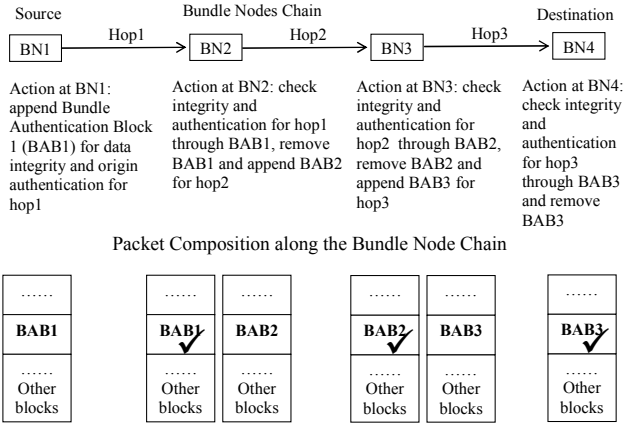 Source
Bundle Nodes Chain
Destination
BN1
Hop1
BN2
Hop2
BN3
Hop3
BN4
Action at BN1:
append Bundle
Authentication Block
1 (BAB1) for data
integrity and origin
authentication for
hop1
Action at BN2: check
integrity and
authentication for hop1
through BAB1, remove
BAB1 and append BAB2
for hop2
Action at BN3: check
integrity and
authentication for
hop2 through BAB2,
remove BAB2 and
append BAB3 for
hop3
Action at BN4:
check integrity
and
authentication
for hop3
through BAB3
and remove
BAB3
Packet Composition along the Bundle Node Chain
……
BAB1
……
Other
blocks
……
BAB1
……
Other
blocks
……
BAB2
……
Other
blocks
……
BAB2
……
Other
blocks
……
BAB3
……
Other
blocks
……
BAB3
……
Other
blocks